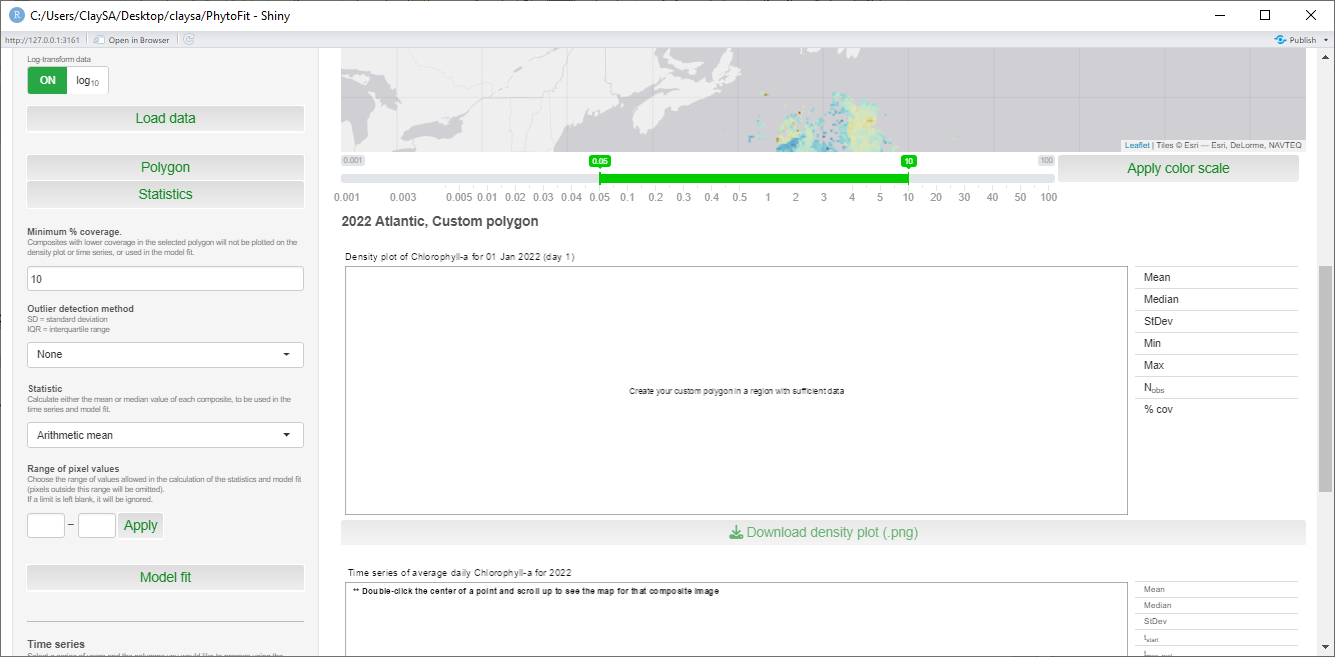 C:/Users/ClaySA/Desktop/claysa/PhytoFit - Shiny
http://127.0.0.1:3161 Open in Browser Publish
Log-transform data
ON log10
Load data
Polygon
Statistics
Minimum % coverage.
Composites with lower coverage in the selected polygon will not be plotted on the
density plot or time series, or used in the model fit.
10
Outlier detection method
SD = standard deviation
IQR = interquartile range
None
Statistic
Calculate either the mean or median value of each composite, to be used in the
time series and model fit.
Arithmetic mean
Range of pixel values
Choose the range of values allowed in the calculation of the statistics and model fit
(pixels outside this range will be omitted).
If a limit is left blank, it will be ignored.
– Apply
Model fit
Time series
Leaflet | Tiles © Esri — Esri, DeLorme, NAVTEQ
0.001 0.05 10 100
0.001 0.003 0.005 0.01 0.02 0.03 0.04 0.05 0.1 0.2 0.3 0.4 0.5 1 2 3 4 5 10 20 30 40 50 100
Apply color scale
2022 Atlantic, Custom polygon
Density plot of Chlorophyll-a for 01 Jan 2022 (day 1)
Create your custom polygon in a region with sufficient data
Mean
Median
StDev
Min
Max
Nobs
% cov
Download density plot (.png)
Time series of average daily Chlorophyll-a for 2022
** Double-click the center of a point and scroll up to see the map for that composite image
Mean
Median
StDev
tstart